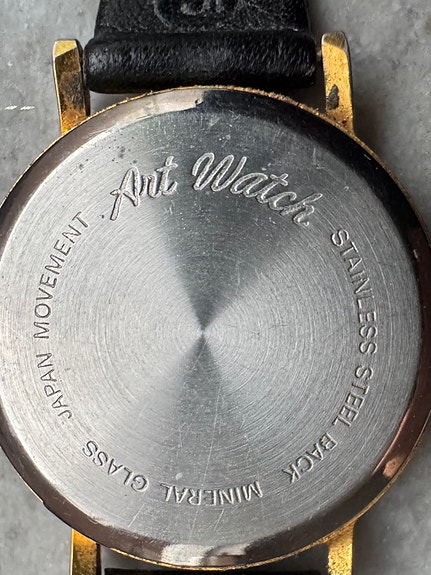 Art Watch
STAINLESS STEEL BACK
MINERAL GLASS
JAPAN MOVEMENT